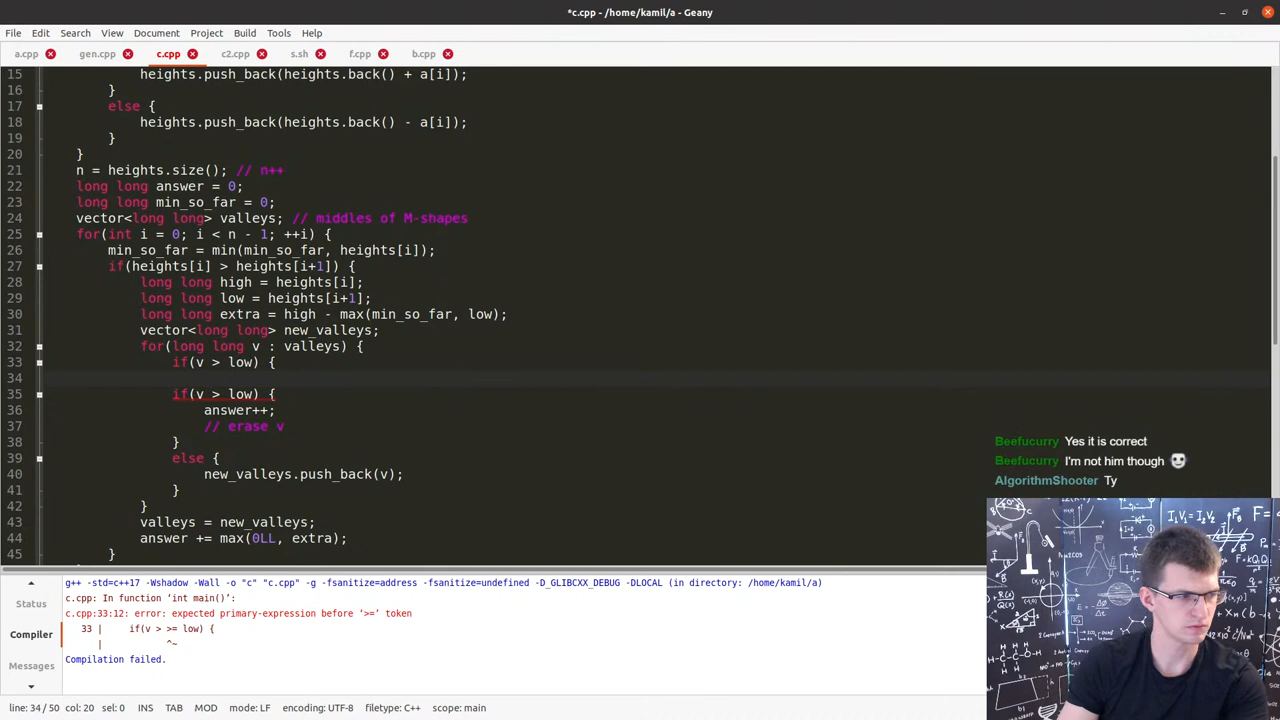 *c.cpp - /home/kamil/a - Geany
File Edit Search View Document Project Build Tools Help
a.cpp gen.cpp c.cpp c2.cpp s.sh f.cpp b.cpp
15 heights.push_back(heights.back() + a[i]);
16 }
17 else {
18 heights.push_back(heights.back() - a[i]);
19 }
20 }
21 n = heights.size(); // n++
22 long long answer = 0;
23 long long min_so_far = 0;
24 vector<long long> valleys; // middles of M-shapes
25 for(int i = 0; i < n - 1; ++i) {
26 min_so_far = min(min_so_far, heights[i]);
27 if(heights[i] > heights[i+1]) {
28 long long high = heights[i];
29 long long low = heights[i+1];
30 long long extra = high - max(min_so_far, low);
31 vector<long long> new_valleys;
32 for(long long v : valleys) {
33 if(v > low) {
34
35 if(v > low) {
36 answer++;
37 // erase v
38 }
39 else {
40 new_valleys.push_back(v);
41 }
42 }
43 valleys = new_valleys;
44 answer += max(0LL, extra);
45 }
Beefucurry Yes it is correct
Beefucurry I'm not him though
AlgorithmShooter Ty
Status
Compiler
Messages
g++ -std=c++17 -Wshadow -Wall -o "c" "c.cpp" -g -fsanitize=address -fsanitize=undefined -D_GLIBCXX_DEBUG -DLOCAL (in directory: /home/kamil/a)
c.cpp: In function ‘int main()’:
c.cpp:33:12: error: expected primary-expression before ‘>=’ token
33 | if(v > >= low) {
| ^~
Compilation failed.
line: 34 / 50 col: 20 sel: 0 INS TAB MOD mode: LF encoding: UTF-8 filetype: C++ scope: main